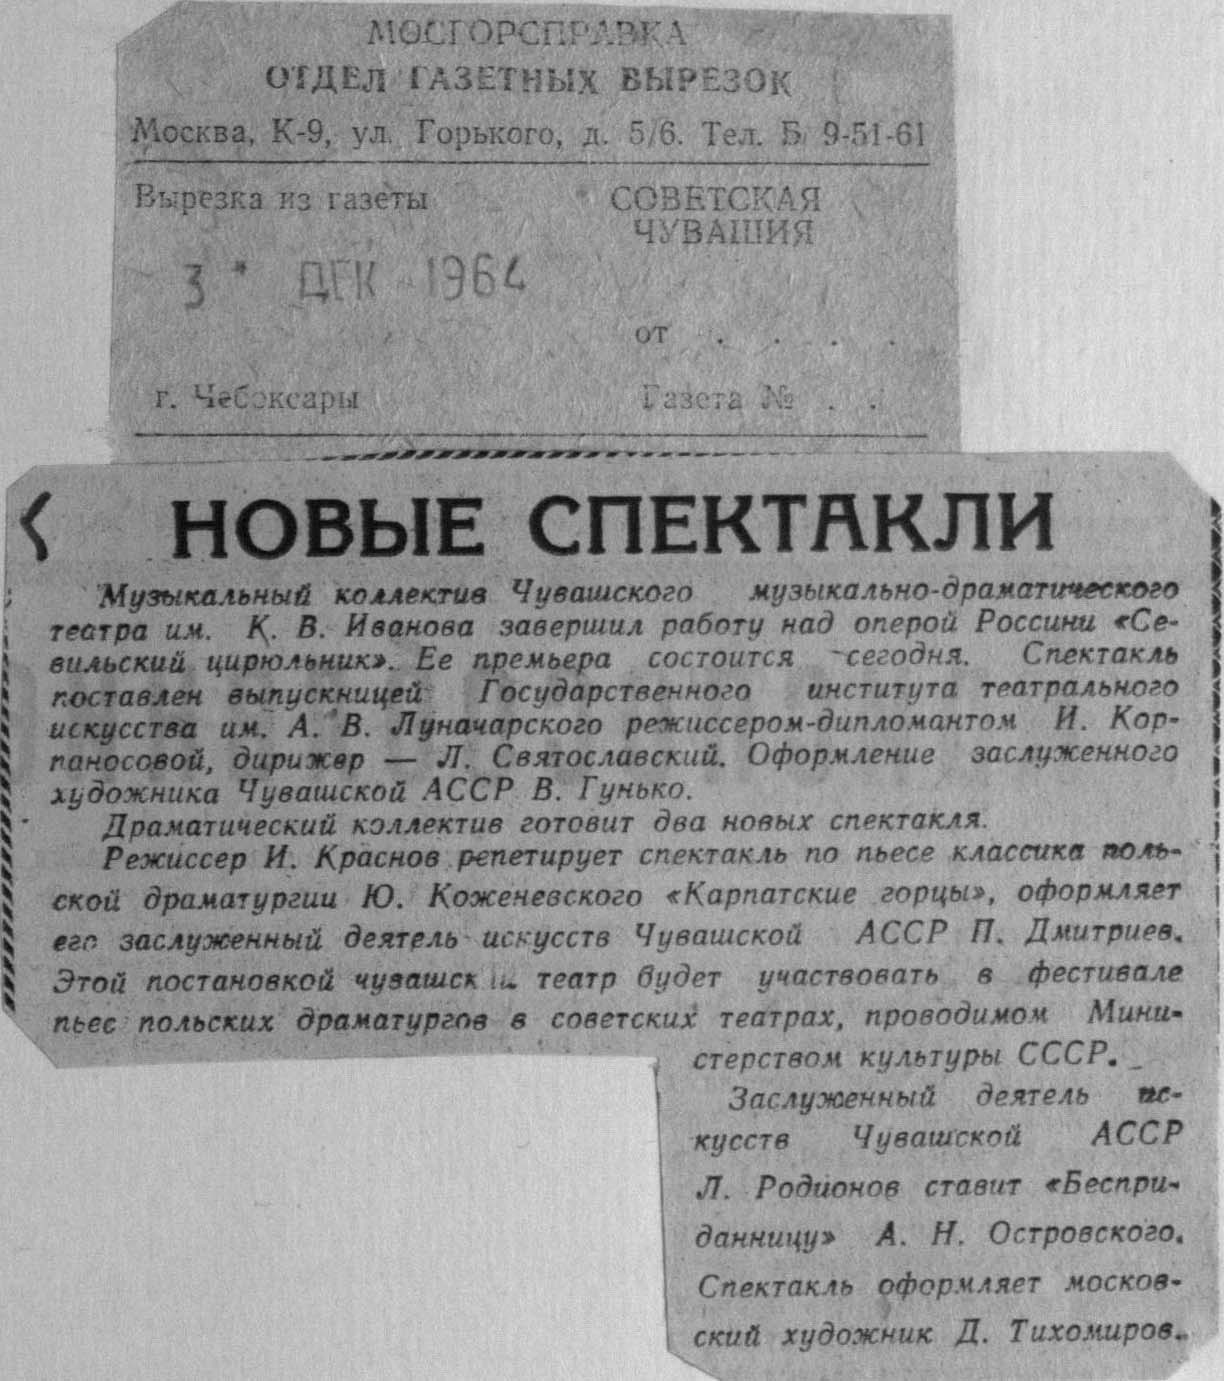 МОСГОРСПРАВКА
ОТДЕЛ ГАЗЕТНЫХ ВЫРЕЗОК
Москва, К-9, ул. Горького, д. 5/6. Тел. Б 9-51-61
Вырезка из газеты
СОВЕТСКАЯ
ЧУВАШИЯ
3 ДЕК 1964
от . . . .
г. Чебоксары
Газета № . .
НОВЫЕ СПЕКТАКЛИ
Музыкальный коллектив Чувашского музыкально-драматического
театра им. К. В. Иванова завершил работу над оперой Россини «Се-
вильский цирюльник». Ее премьера состоится сегодня. Спектакль
поставлен выпускницей Государственного института театрального
искусства им. А. В. Луначарского режиссером-дипломантом И. Кор-
паносовой, дирижер — Л. Святославский. Оформление заслуженного
художника Чувашской АССР В. Гунько.
Драматический коллектив готовит два новых спектакля.
Режиссер И. Краснов репетирует спектакль по пьесе классика поль-
ской драматургии Ю. Коженевского «Карпатские горцы», оформляет
его заслуженный деятель искусств Чувашской АССР П. Дмитриев.
Этой постановкой чувашский театр будет участвовать в фестивале
пьес польских драматургов в советских театрах, проводимом Мини-
стерством культуры СССР.
Заслуженный деятель ис-
кусств Чувашской АССР
Л. Родионов ставит «Беспри-
данницу» А. Н. Островского.
Спектакль оформляет москов-
ский художник Д. Тихомиров.